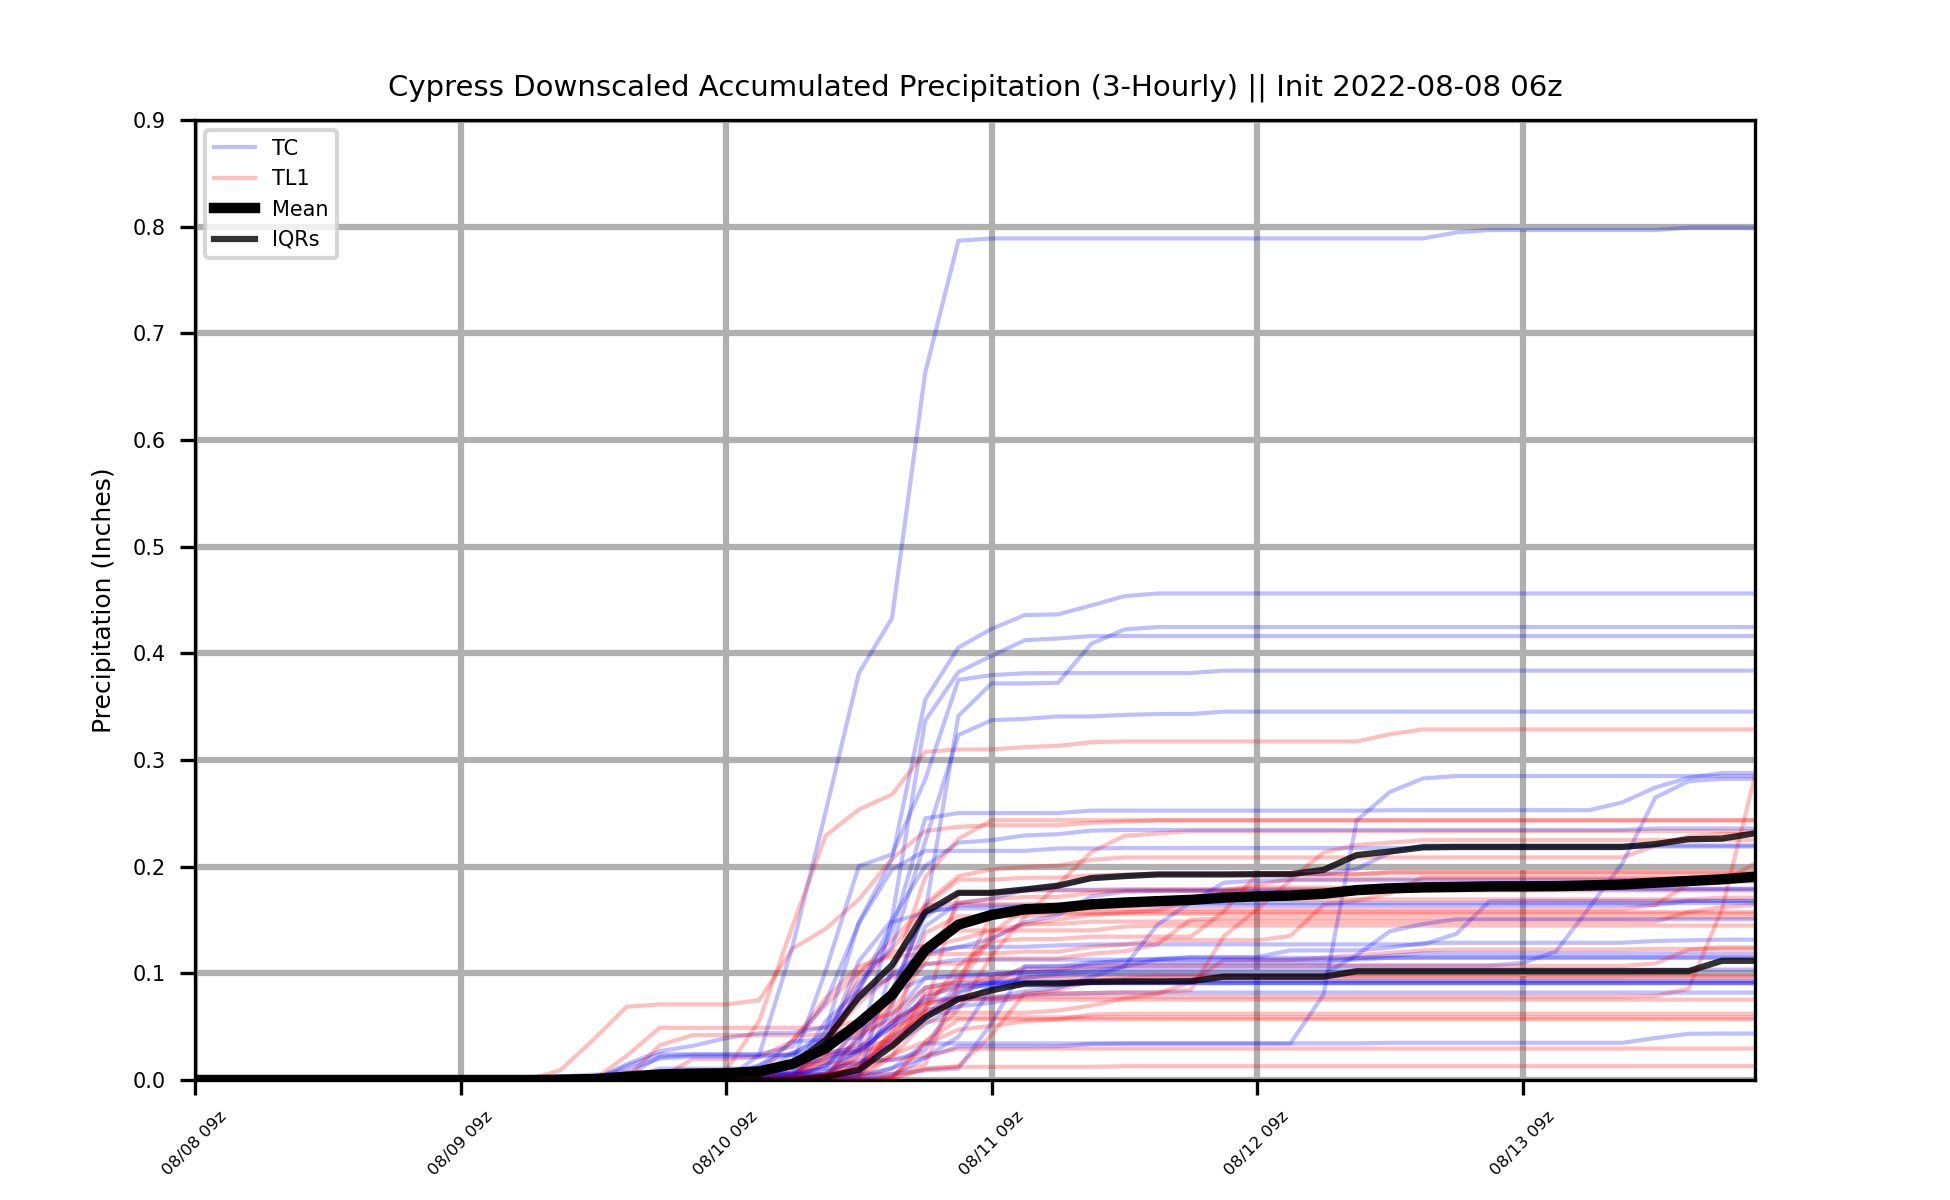 Cypress Downscaled Accumulated Precipitation (3-Hourly) || Init 2022-08-08 06z
TC
TL1
Mean
IQRs
Precipitation (Inches)
0.9
0.8
0.7
0.6
0.5
0.4
0.3
0.2
0.1
0.0
08/08 09z
08/09 09z
08/10 09z
08/11 09z
08/12 09z
08/13 09z